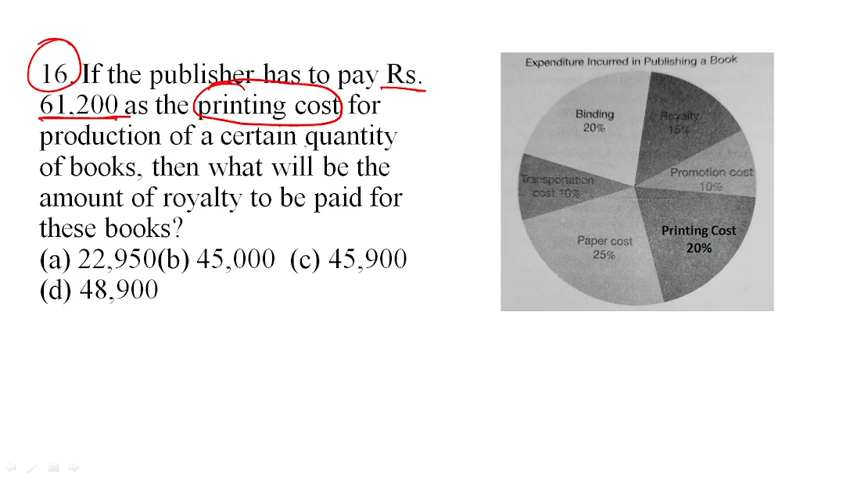 16. If the publisher has to pay Rs.
61,200 as the printing cost for
production of a certain quantity
of books, then what will be the
amount of royalty to be paid for
these books?
(a) 22,950(b) 45,000 (c) 45,900
(d) 48,900
Expenditure Incurred in Publishing a Book
Binding
20%
Royalty
15%
Promotion cost
10%
Transportation
cost 10%
Printing Cost
20%
Paper cost
25%